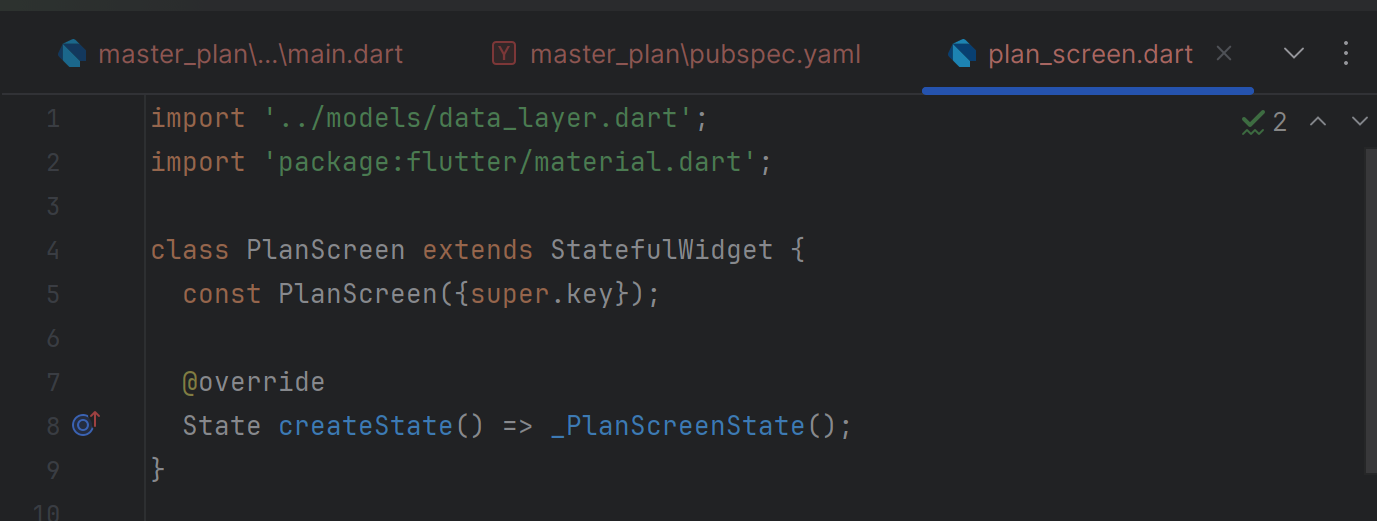 master_plan\...\main.dart
Y master_plan\pubspec.yaml
plan_screen.dart
1 import '../models/data_layer.dart';
2
2 import 'package:flutter/material.dart';
3
4 class PlanScreen extends StatefulWidget {
5   const PlanScreen({super.key});
6
7   @override
8   State createState() => _PlanScreenState();
9 }
10